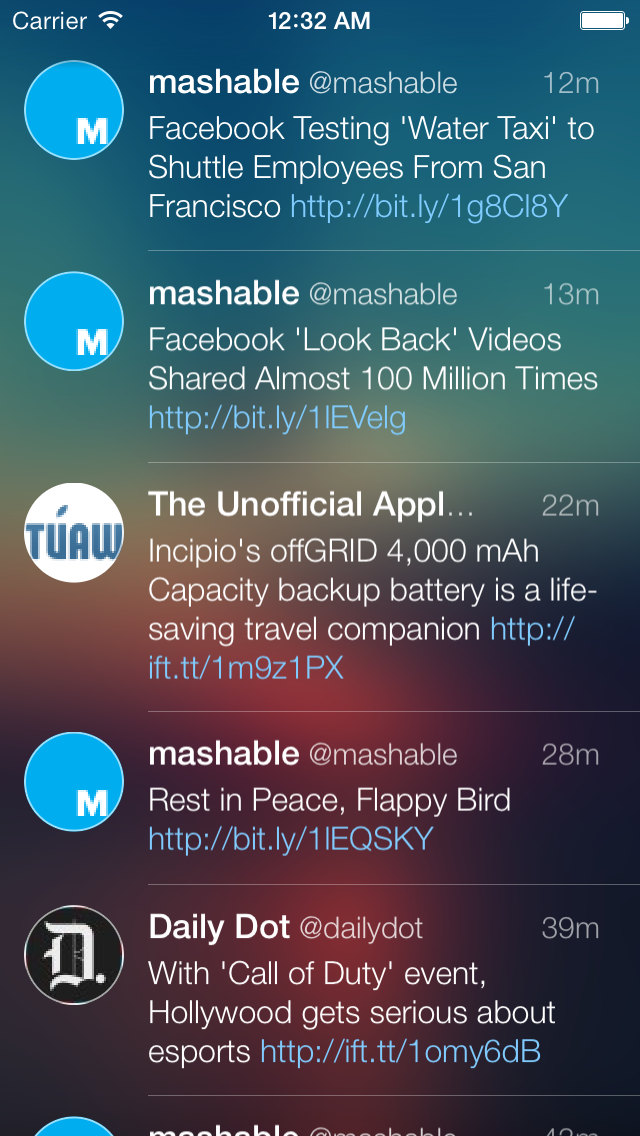 Carrier 12:32 AM
mashable @mashable 12m
M
Facebook Testing 'Water Taxi' to
Shuttle Employees From San
Francisco http://bit.ly/1g8Cl8Y
mashable @mashable 13m
M
Facebook 'Look Back' Videos
Shared Almost 100 Million Times
http://bit.ly/1lEVelg
The Unofficial Appl... 22m
TÚAW
Incipio's offGRID 4,000 mAh
Capacity backup battery is a life-
saving travel companion http://
ift.tt/1m9z1PX
mashable @mashable 28m
M
Rest in Peace, Flappy Bird
http://bit.ly/1lEQSKY
Daily Dot @dailydot 39m
D.
With 'Call of Duty' event,
Hollywood gets serious about
esports http://ift.tt/1omy6dB
mashable @mashable 42m